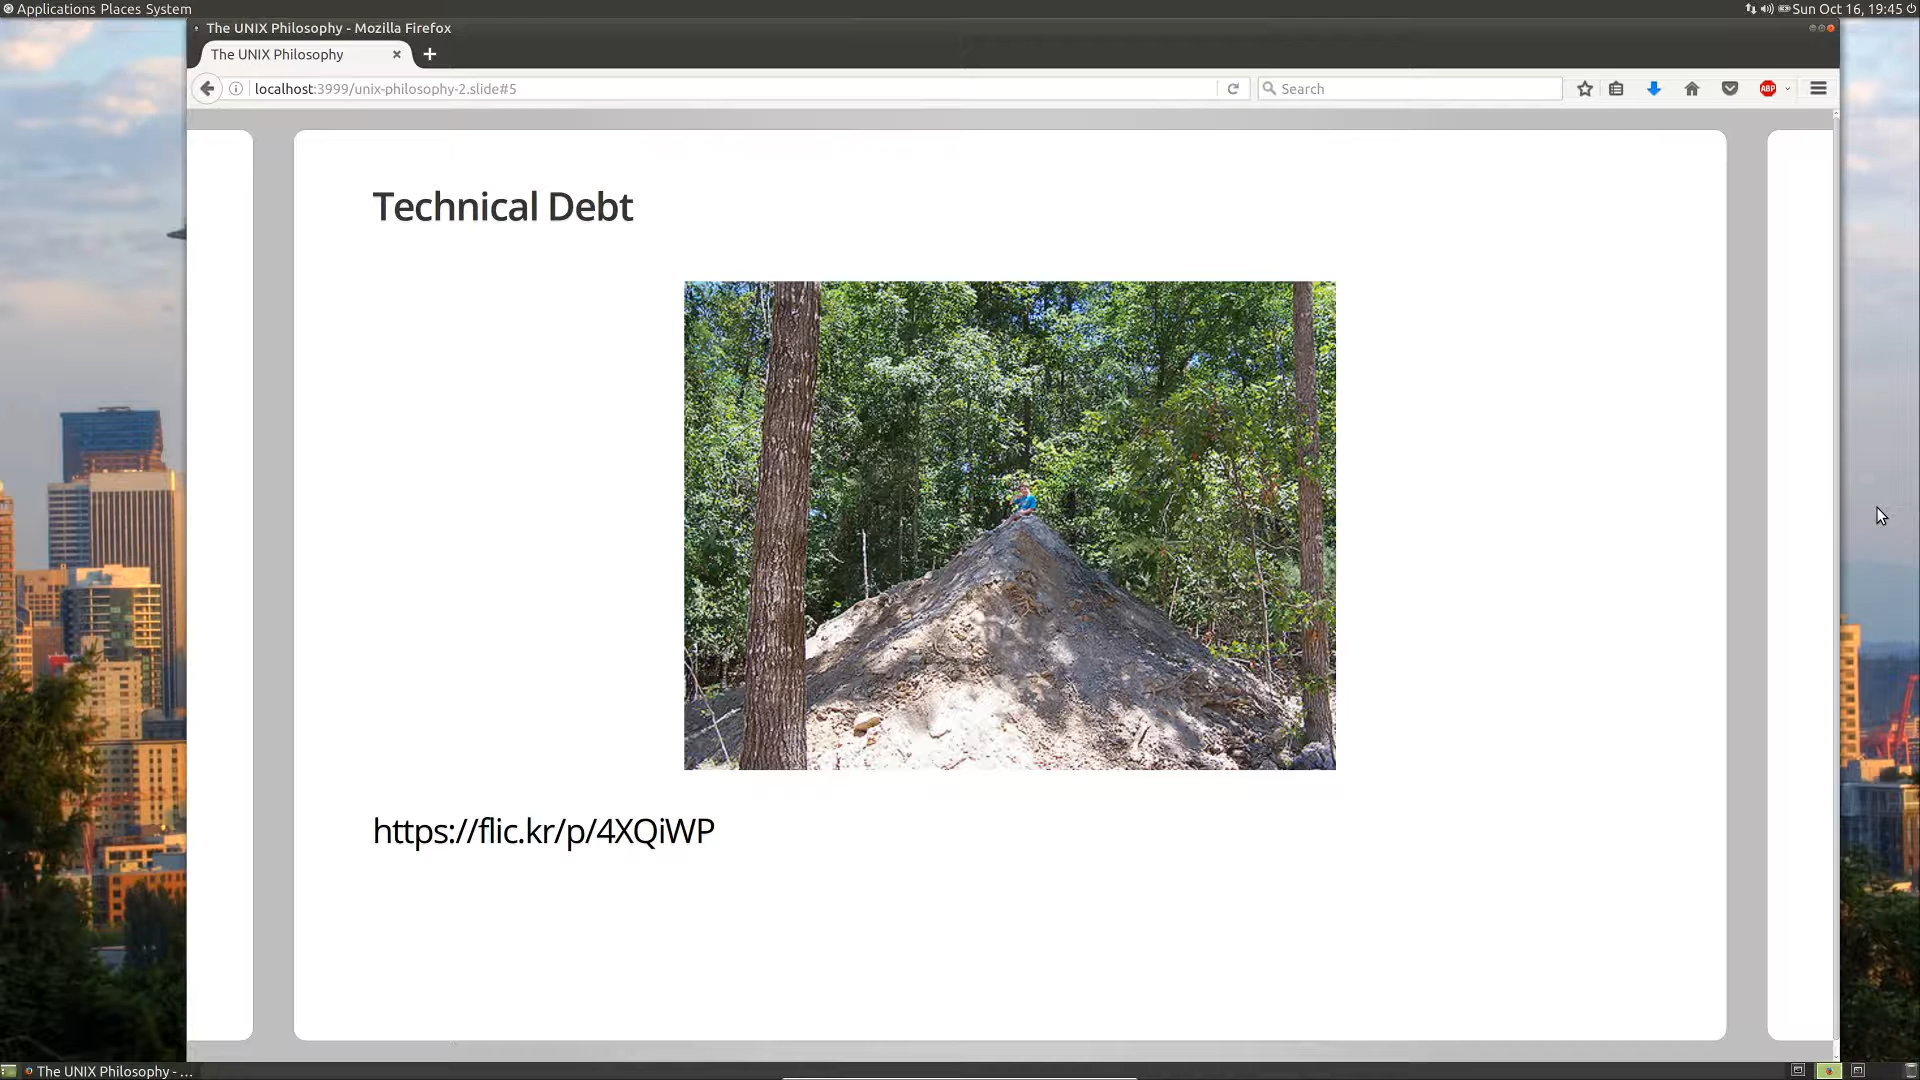 Applications Places System
Sun Oct 16, 19:45
The UNIX Philosophy - Mozilla Firefox
The UNIX Philosophy
localhost:3999/unix-philosophy-2.slide#5
Search
ABP
Technical Debt
https://flic.kr/p/4XQiWP
The UNIX Philosophy - ...